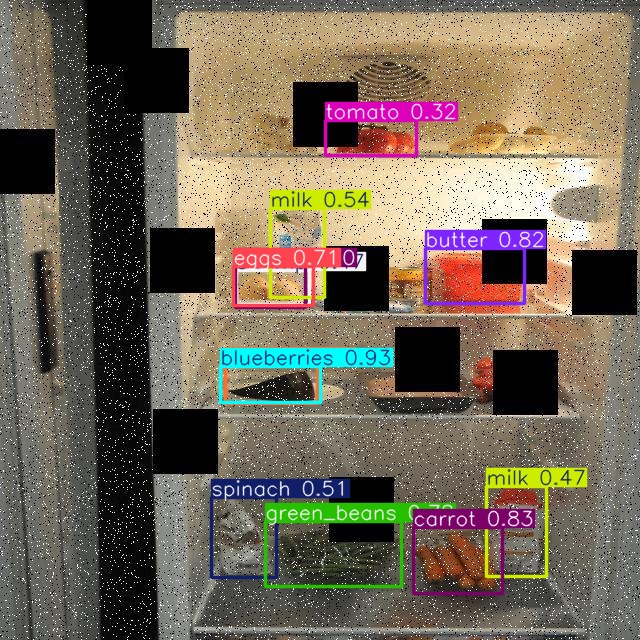 tomato 0.32
milk 0.54
butter 0.82
eggs 0.71
blueberries 0.93
milk 0.47
spinach 0.51
green_beans
carrot 0.83